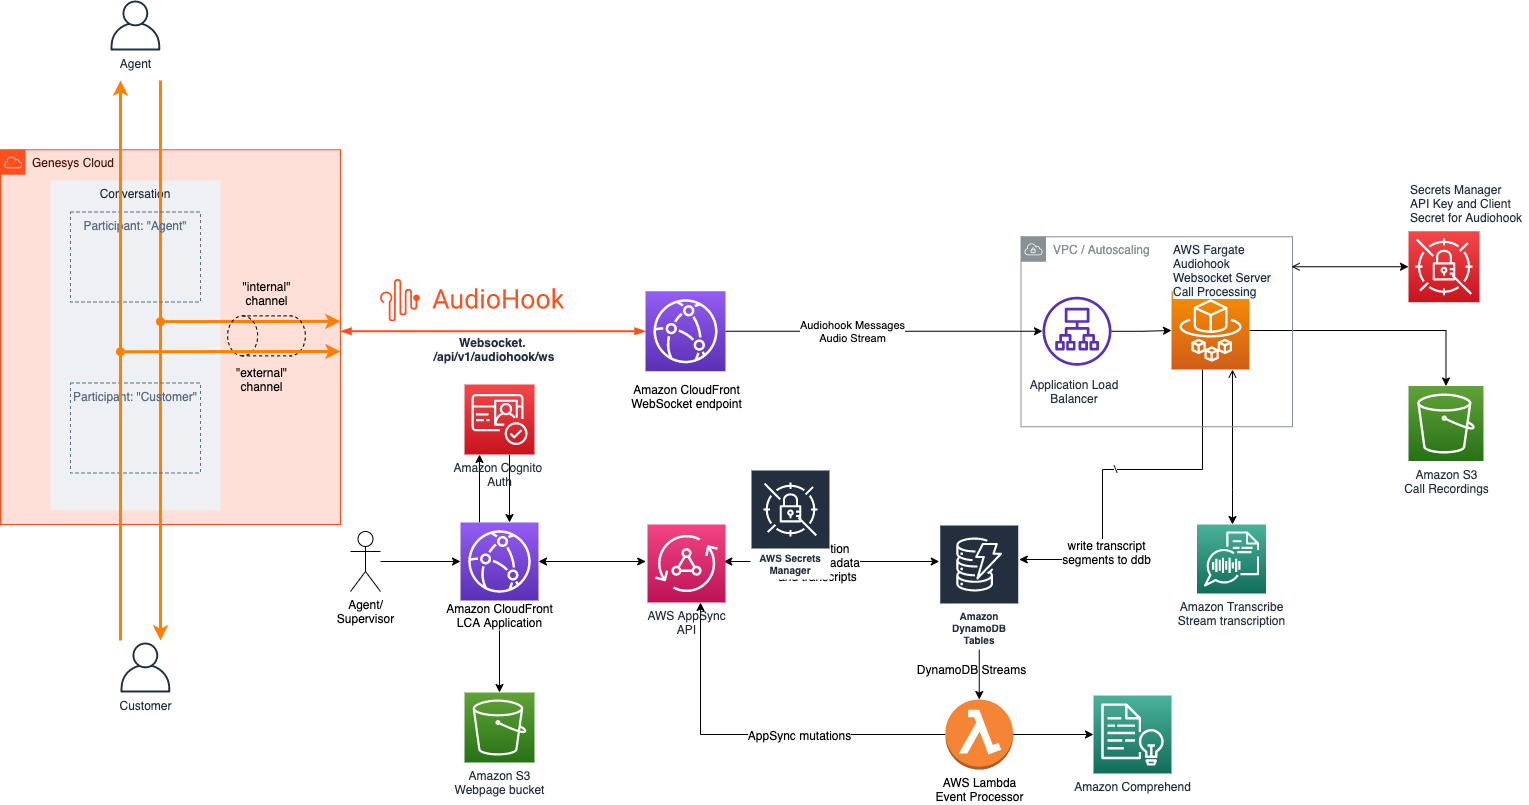 Agent
Genesys Cloud
Conversation
Participant: "Agent"
"internal"
channel
"external"
channel
Participant: "Customer"
Customer
AudioHook
Websocket.
/api/v1/audiohook/ws
Amazon CloudFront
WebSocket endpoint
Audiohook Messages
Audio Stream
VPC / Autoscaling
Application Load
Balancer
AWS Fargate
Audiohook
Websocket Server
Call Processing
Secrets Manager
API Key and Client
Secret for Audiohook
Amazon S3
Call Recordings
Amazon Cognito
Auth
Agent/
Supervisor
Amazon CloudFront
LCA Application
Amazon S3
Webpage bucket
AWS AppSync
API
AWS Secrets
Manager
tion
adata
and transcripts
Amazon
DynamoDB
Tables
write transcript
segments to ddb
Amazon Transcribe
Stream transcription
DynamoDB Streams
AppSync mutations
AWS Lambda
Event Processor
Amazon Comprehend